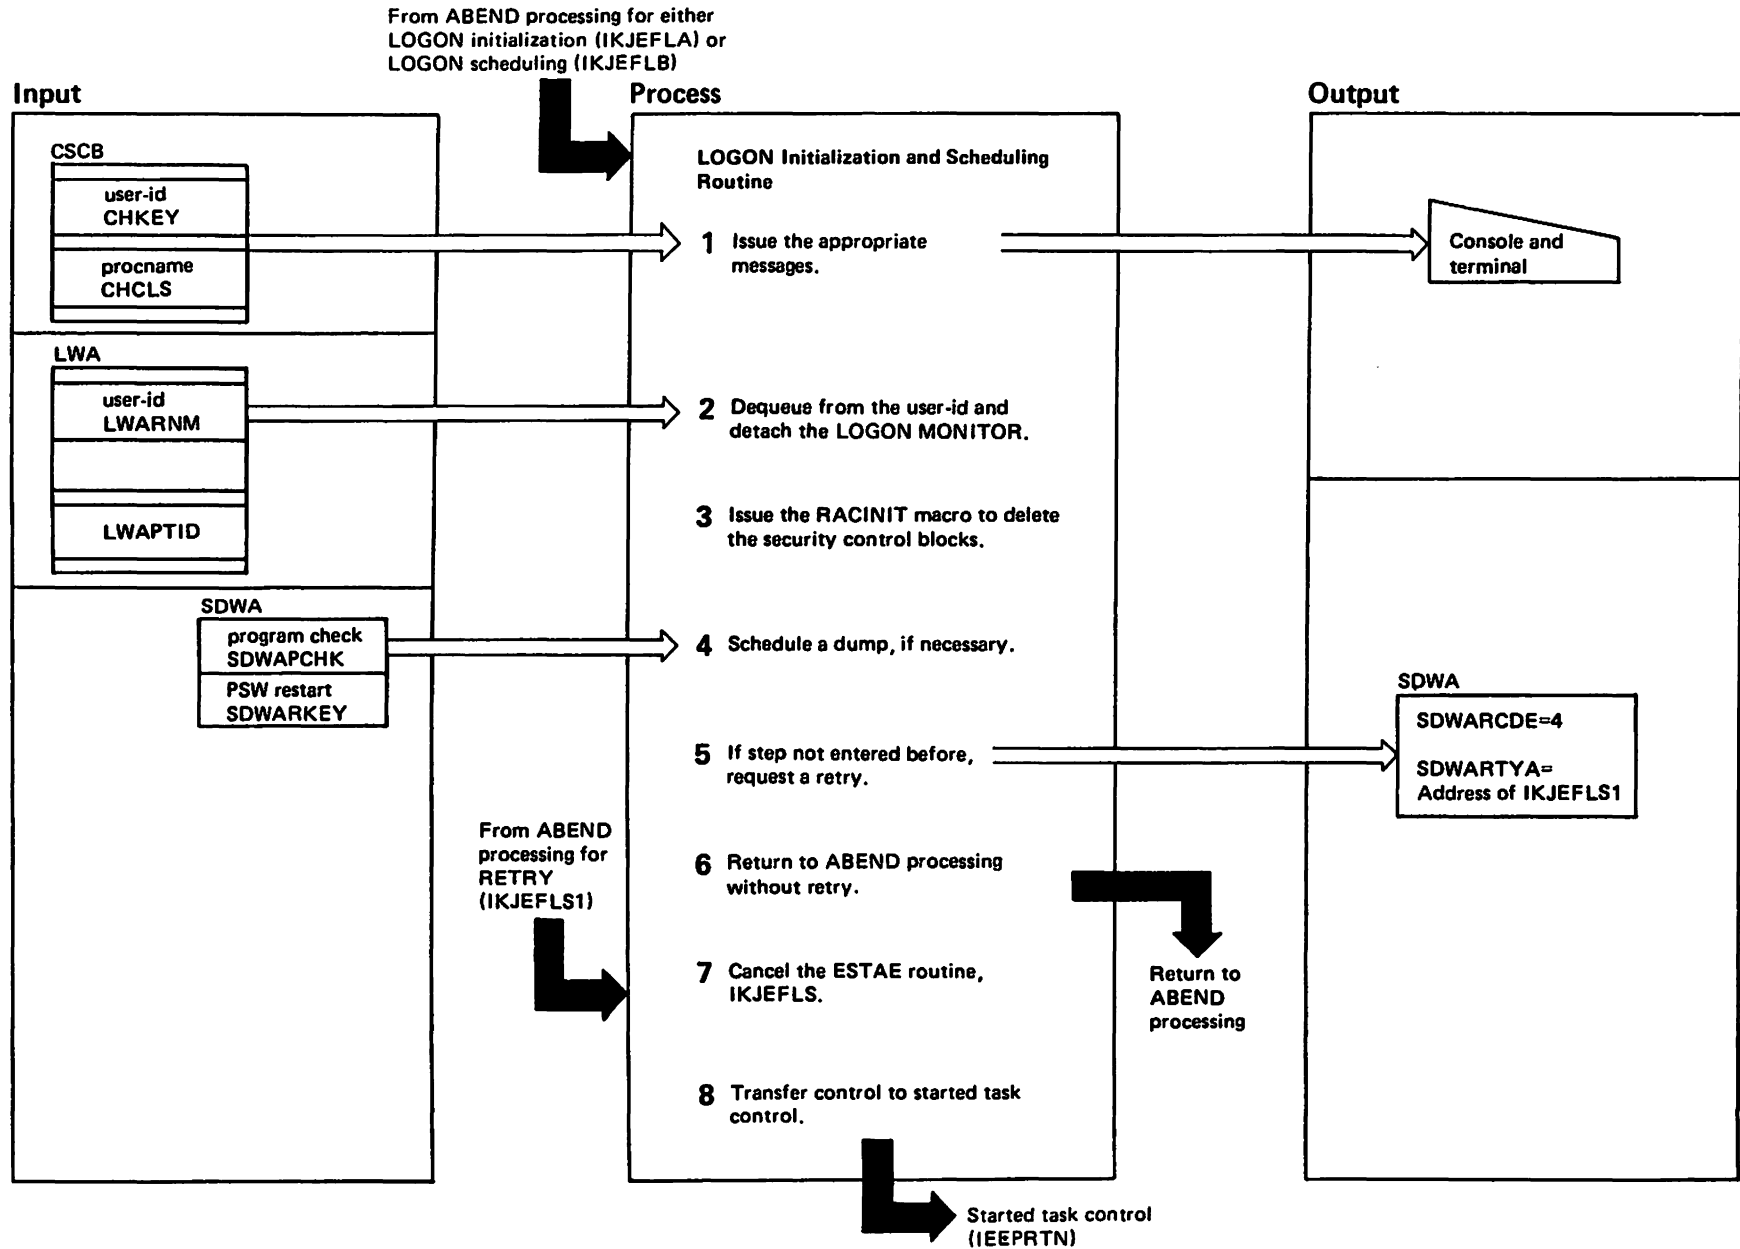 From ABEND processing for either
LOGON initialization (IKJEFLA) or
LOGON scheduling (IKJEFLB)
Input
Process
Output
CSCB
user-id
CHKEY
procname
CHCLS
LOGON Initialization and Scheduling
Routine
1 Issue the appropriate
messages.
Console and
terminal
LWA
user-id
LWARNM
LWAPTID
2 Dequeue from the user-id and
detach the LOGON MONITOR.
3 Issue the RACINIT macro to delete
the security control blocks.
SDWA
program check
SDWAPCHK
PSW restart
SDWARKEY
4 Schedule a dump, if necessary.
5 If step not entered before,
request a retry.
SDWA
SDWARCDE=4
SDWARTYA=
Address of IKJEFLS1
From ABEND
processing for
RETRY
(IKJEFLS1)
6 Return to ABEND processing
without retry.
Return to
ABEND
processing
7 Cancel the ESTAE routine,
IKJEFLS.
8 Transfer control to started task
control.
Started task control
(IEEPRTN)